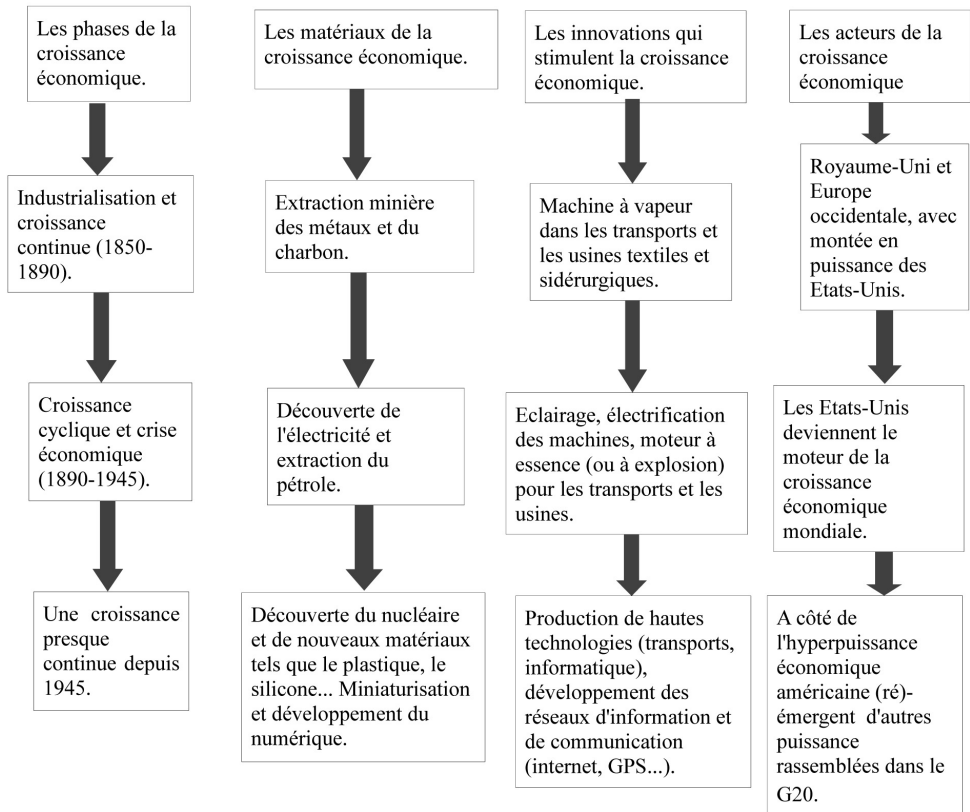 Les phases de la
croissance
économique.
Industrialisation et
croissance
continue (1850-
1890).
Croissance
cyclique et crise
économique
(1890-1945).
Une croissance
presque
continue depuis
1945.
Les matériaux de la
croissance économique.
Extraction minière
des métaux et du
charbon.
Découverte de
l'électricité et
extraction du
pétrole.
Découverte du nucléaire
et de nouveaux matériaux
tels que le plastique, le
silicone... Miniaturisation
et développement du
numérique.
Les innovations qui
stimulent la croissance
économique.
Machine à vapeur
dans les transports et
les usines textiles et
sidérurgiques.
Eclairage, électrification
des machines, moteur à
essence (ou à explosion)
pour les transports et les
usines.
Production de hautes
technologies (transports,
informatique),
développement des
réseaux d'information et
de communication
(internet, GPS...).
Les acteurs de la
croissance
économique
Royaume-Uni et
Europe
occidentale, avec
montée en
puissance des
Etats-Unis.
Les Etats-Unis
deviennent le
moteur de la
croissance
économique
mondiale.
A côté de
l'hyperpuissance
économique
américaine (ré)-
émergent d'autres
puissance
rassemblées dans le
G20.